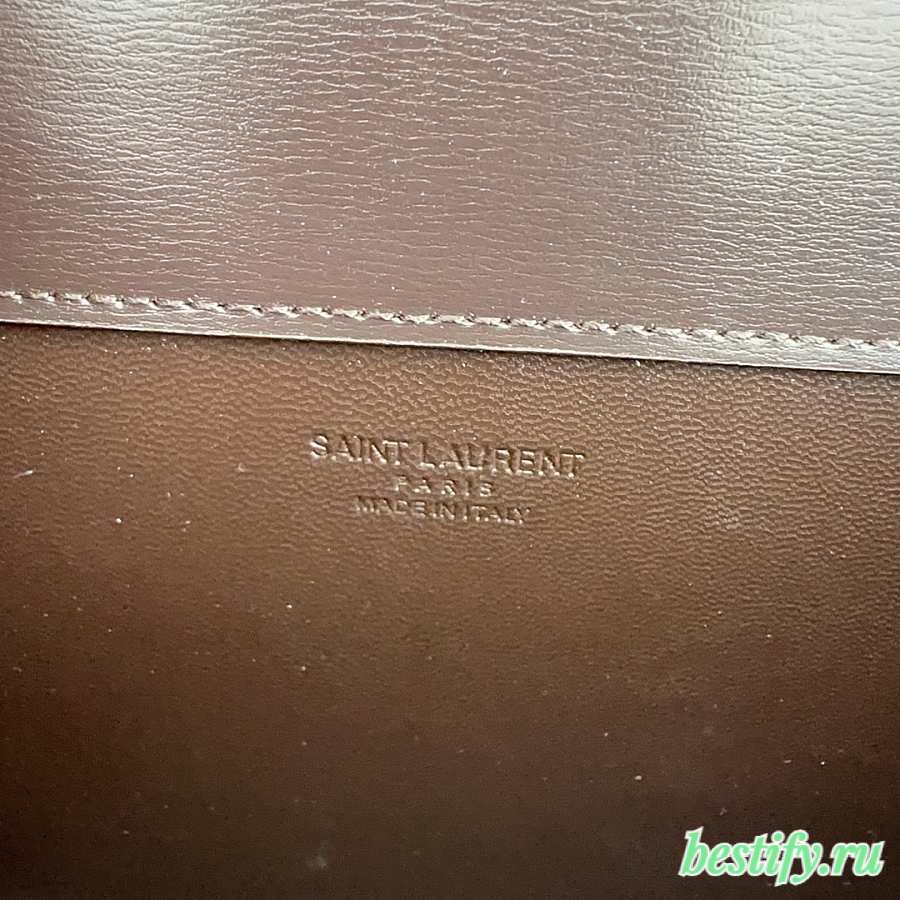 SAINT LAURENT
PARIS
MADE IN ITALY
bestify.ru